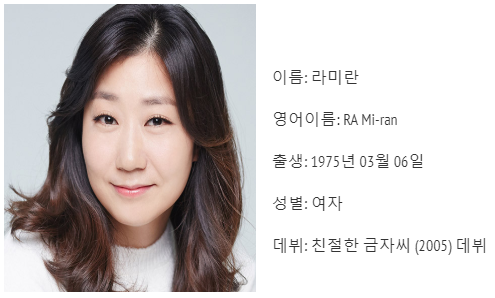 이름: 라미란
영어이름: RA Mi-ran
출생: 1975년 03월 06일
성별: 여자
데뷔: 친절한 금자씨 (2005) 데뷔